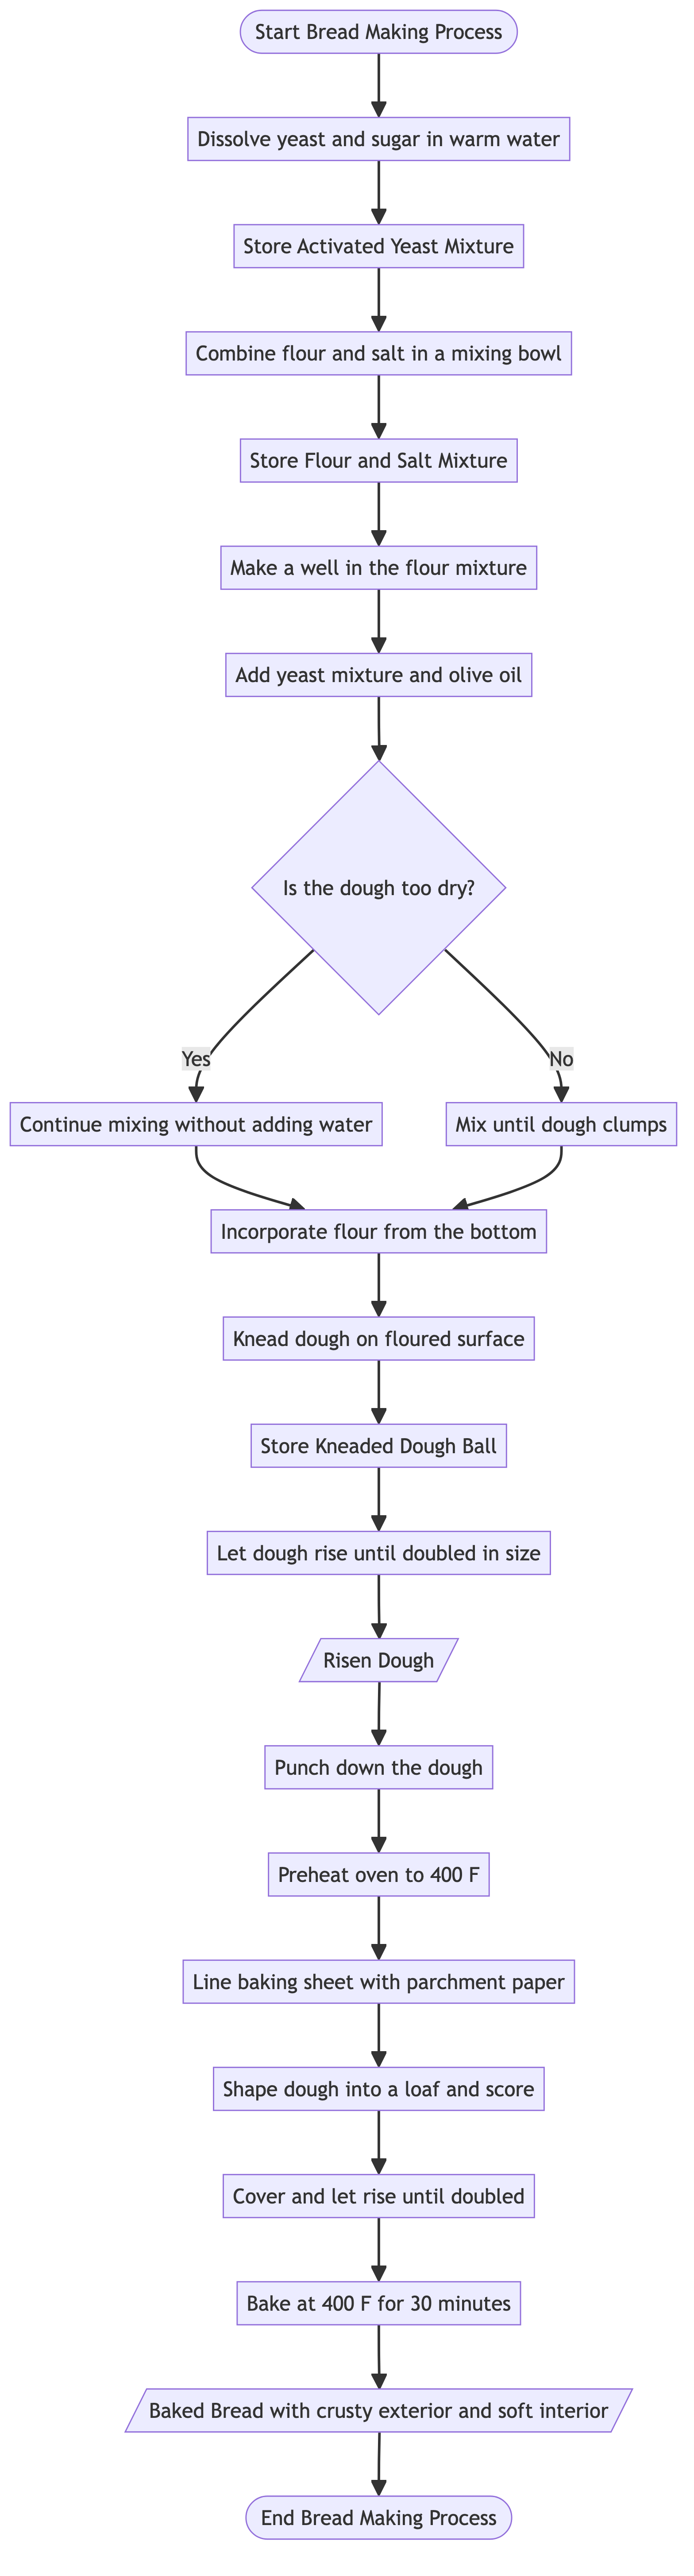 Start Bread Making Process
Dissolve yeast and sugar in warm water
Store Activated Yeast Mixture
Combine flour and salt in a mixing bowl
Store Flour and Salt Mixture
Make a well in the flour mixture
Add yeast mixture and olive oil
Is the dough too dry?
Yes
No
Continue mixing without adding water
Mix until dough clumps
Incorporate flour from the bottom
Knead dough on floured surface
Store Kneaded Dough Ball
Let dough rise until doubled in size
Risen Dough
Punch down the dough
Preheat oven to 400 F
Line baking sheet with parchment paper
Shape dough into a loaf and score
Cover and let rise until doubled
Bake at 400 F for 30 minutes
Baked Bread with crusty exterior and soft interior
End Bread Making Process